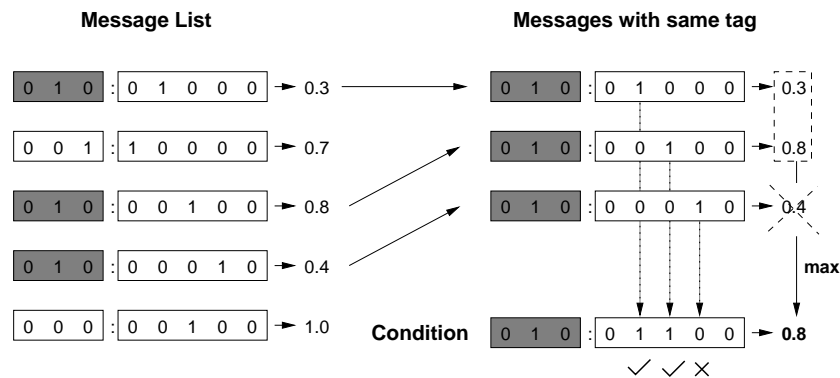 Message List
Messages with same tag
0 1 0 : 0 1 0 0 0 0.3
0 1 0 : 0 1 0 0 0 0.3
0 0 1 : 1 0 0 0 0 0.7
0 1 0 : 0 0 1 0 0 0.8
0 1 0 : 0 0 1 0 0 0.8
0 1 0 : 0 0 0 1 0 0.4
0 1 0 : 0 0 0 1 0 0.4
max
0 0 0 : 0 0 1 0 0 1.0
Condition 0 1 0 : 0 1 1 0 0 0.8